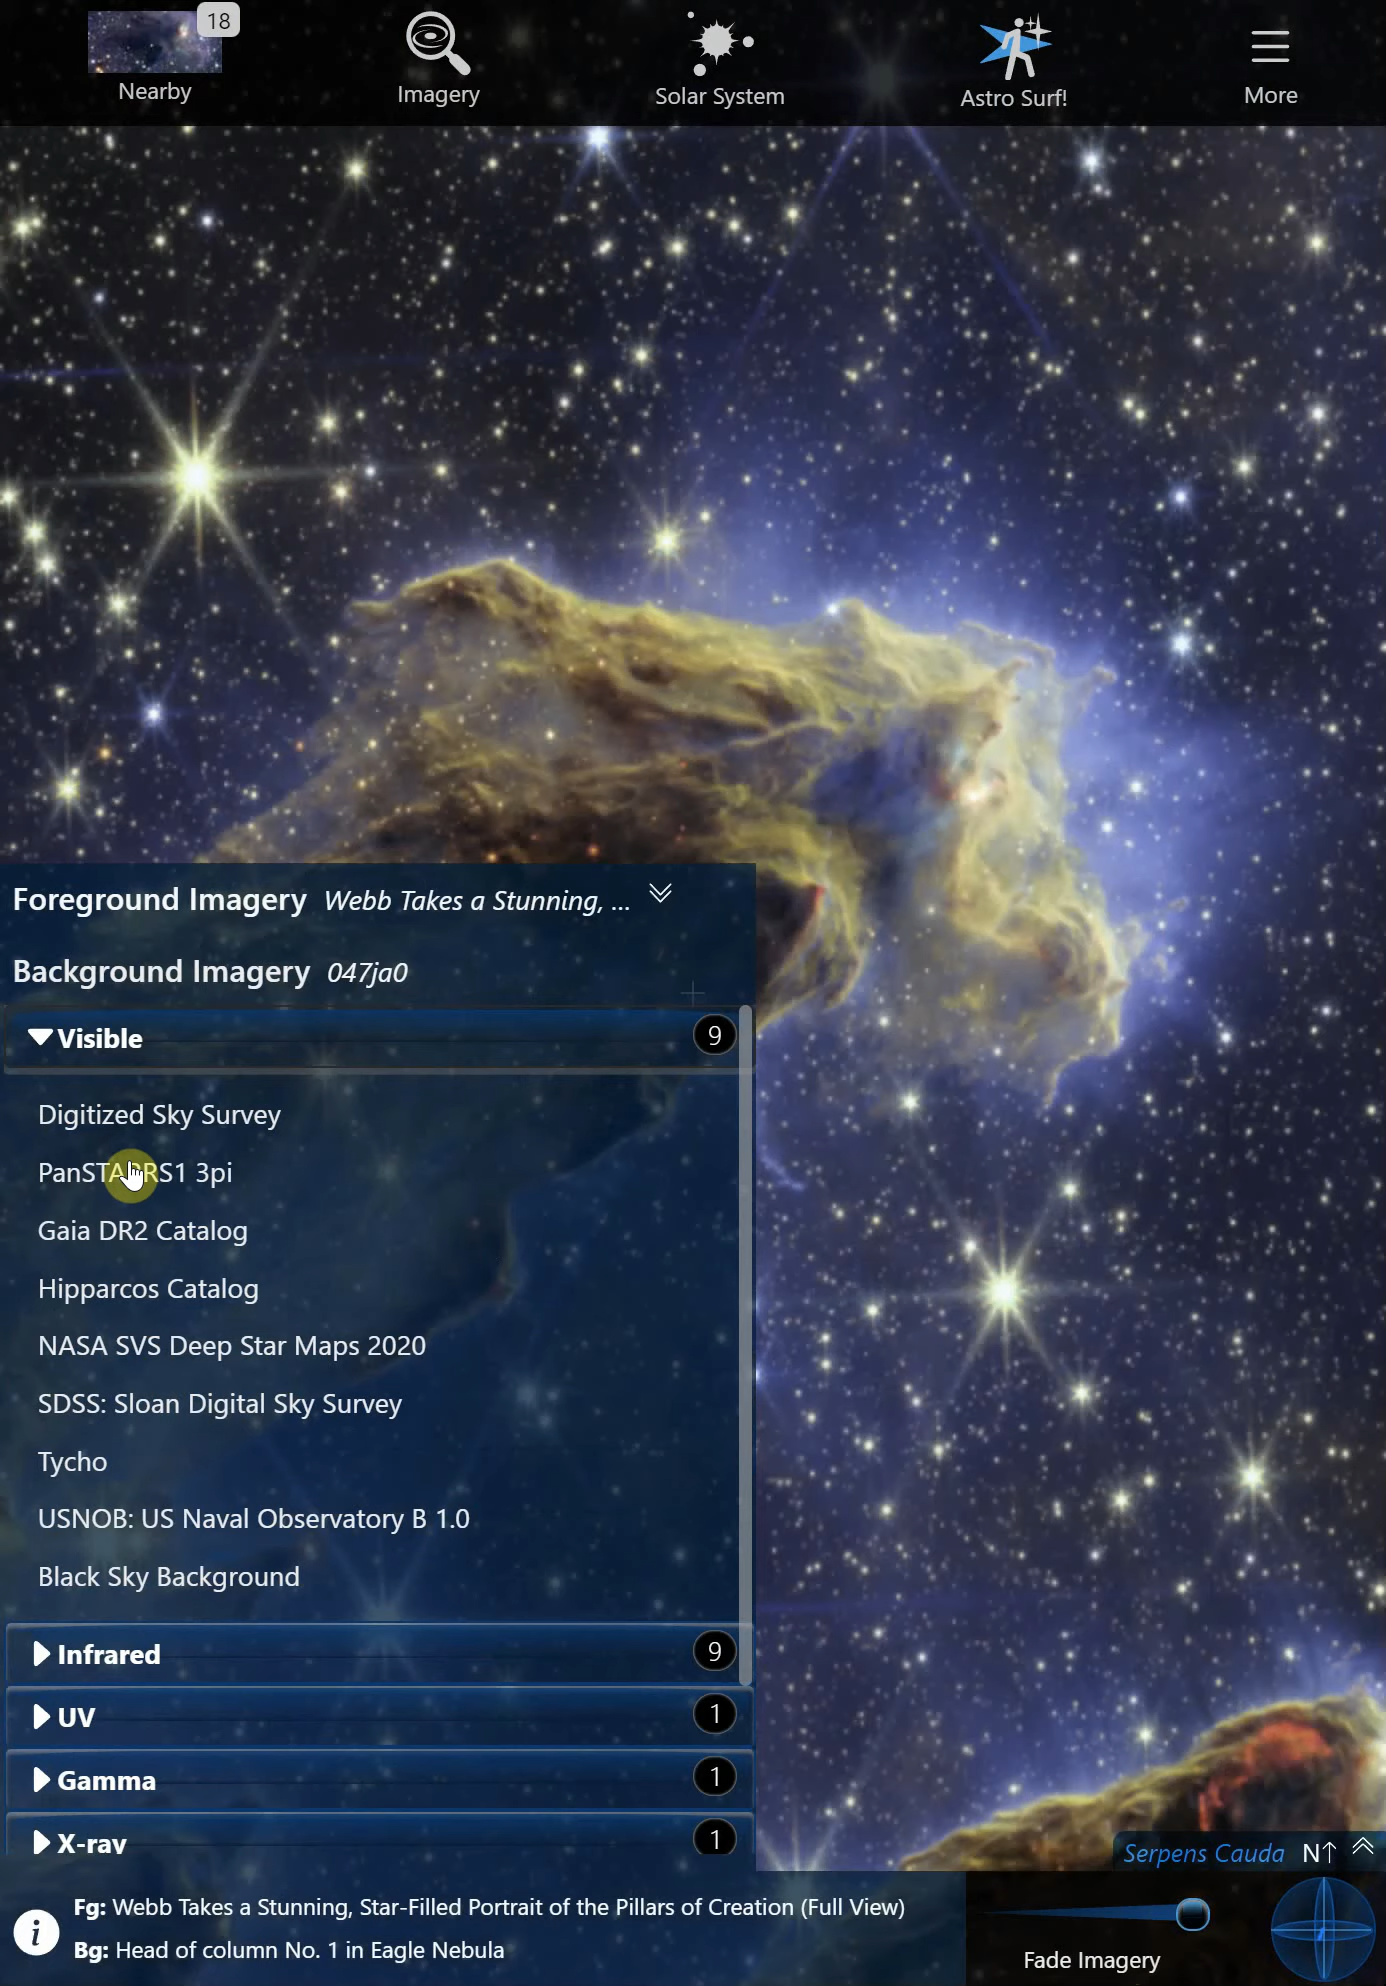 18
Nearby
Imagery
Solar System
Astro Surf!
More
Foreground Imagery Webb Takes a Stunning, ...
Background Imagery 047ja0
Visible 9
Digitized Sky Survey
PanSTARRS1 3pi
Gaia DR2 Catalog
Hipparcos Catalog
NASA SVS Deep Star Maps 2020
SDSS: Sloan Digital Sky Survey
Tycho
USNOB: US Naval Observatory B 1.0
Black Sky Background
Infrared 9
UV 1
Gamma 1
X-ray 1
Serpens Cauda N↑
Fg: Webb Takes a Stunning, Star-Filled Portrait of the Pillars of Creation (Full View)
Bg: Head of column No. 1 in Eagle Nebula
Fade Imagery